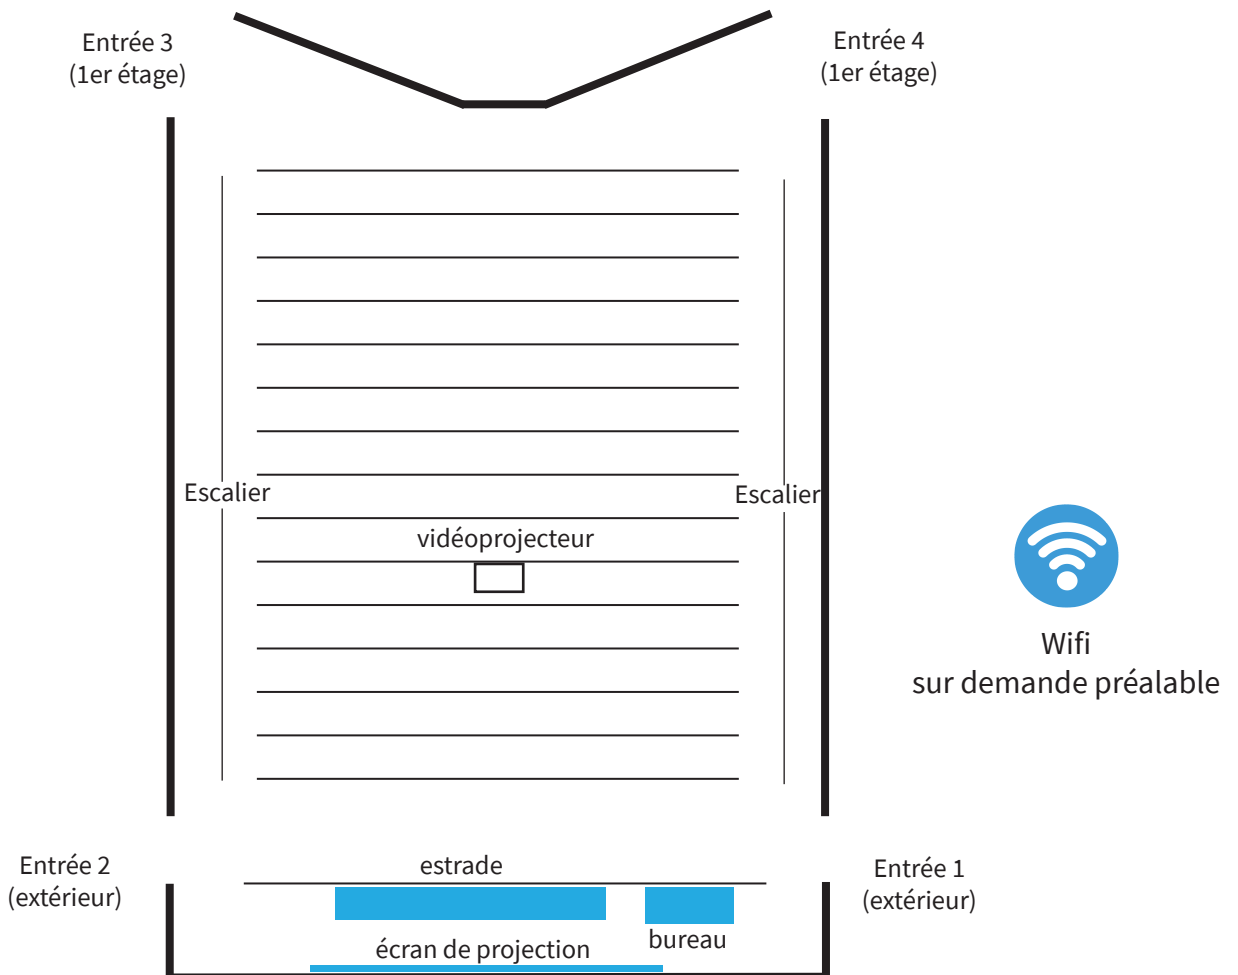 Entrée 3
(1er étage)
Entrée 4
(1er étage)
Escalier
Escalier
vidéoprojecteur
Wifi
sur demande préalable
Entrée 2
(extérieur)
estrade
Entrée 1
(extérieur)
bureau
écran de projection